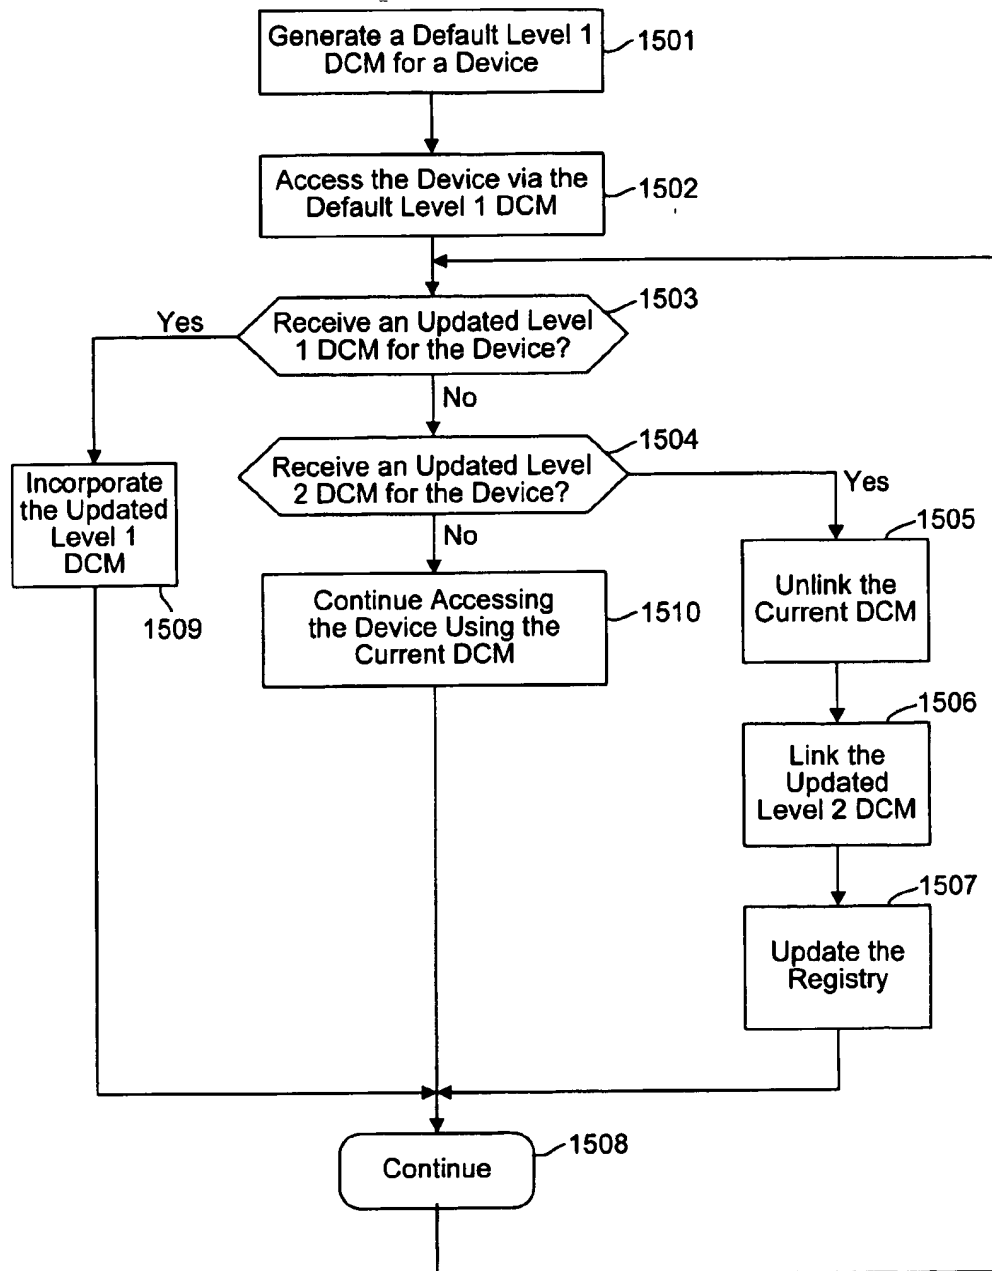 Generate a Default Level 1
DCM for a Device
1501
Access the Device via the
Default Level 1 DCM
1502
1503
Yes
Receive an Updated Level
1 DCM for the Device?
No
1504
Receive an Updated Level
2 DCM for the Device?
Yes
Incorporate
the Updated
Level 1
DCM
1509
No
1505
Unlink the
Current DCM
Continue Accessing
the Device Using the
Current DCM
1510
1506
Link the
Updated
Level 2 DCM
1507
Update the
Registry
1508
Continue